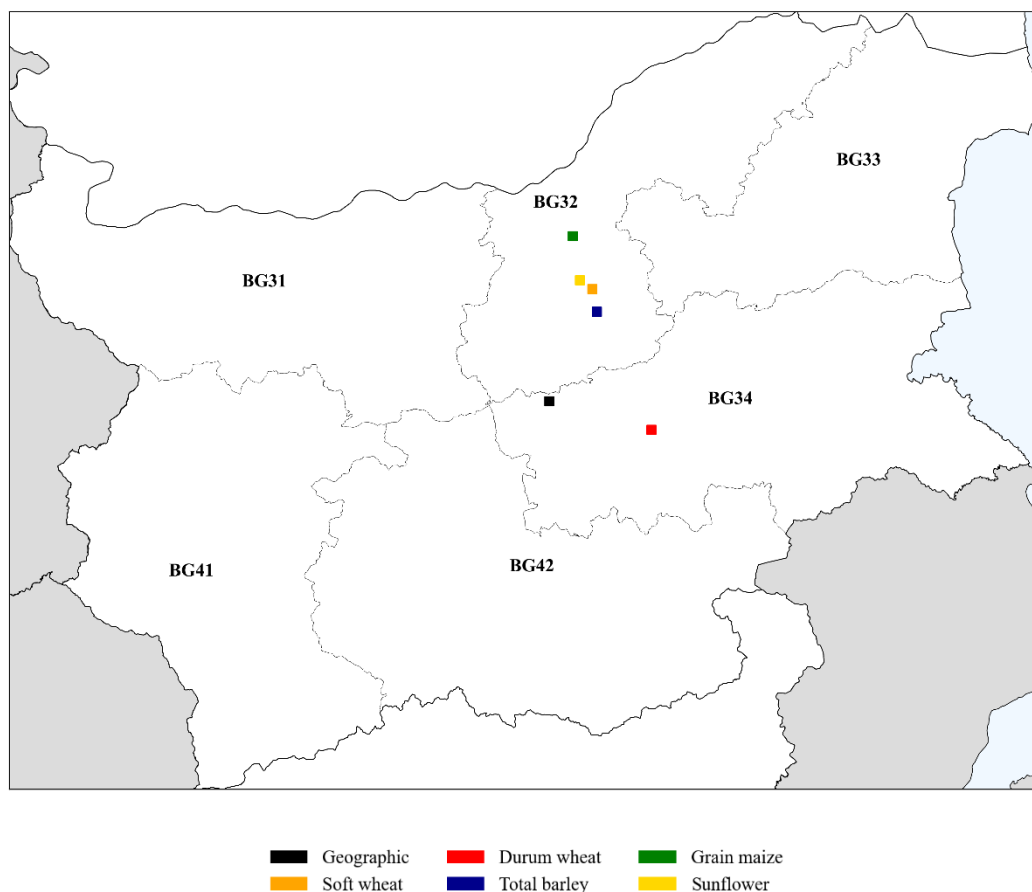 BG33
BG32
BG31
BG34
BG42
BG41
Geographic Durum wheat Grain maize
Soft wheat Total barley Sunflower